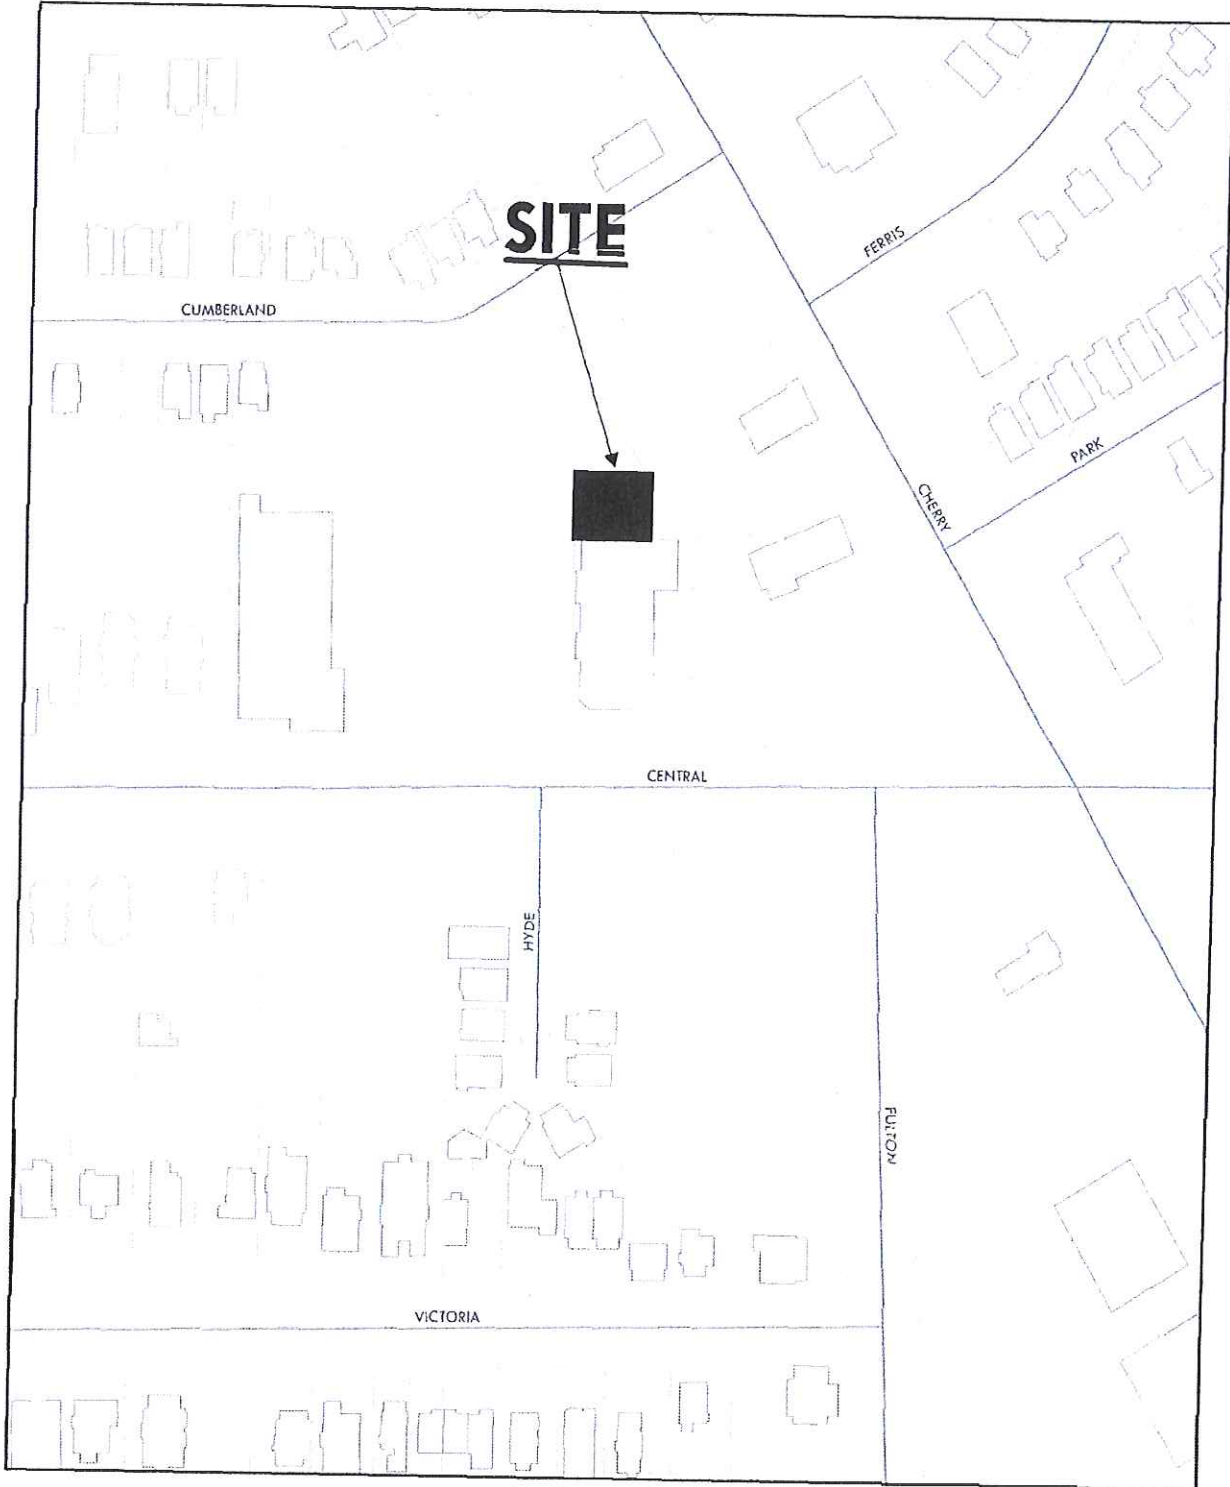 SITE
FERRIS
CUMBERLAND
PARK
CHERRY
CENTRAL
HYDE
FULTON
VICTORIA